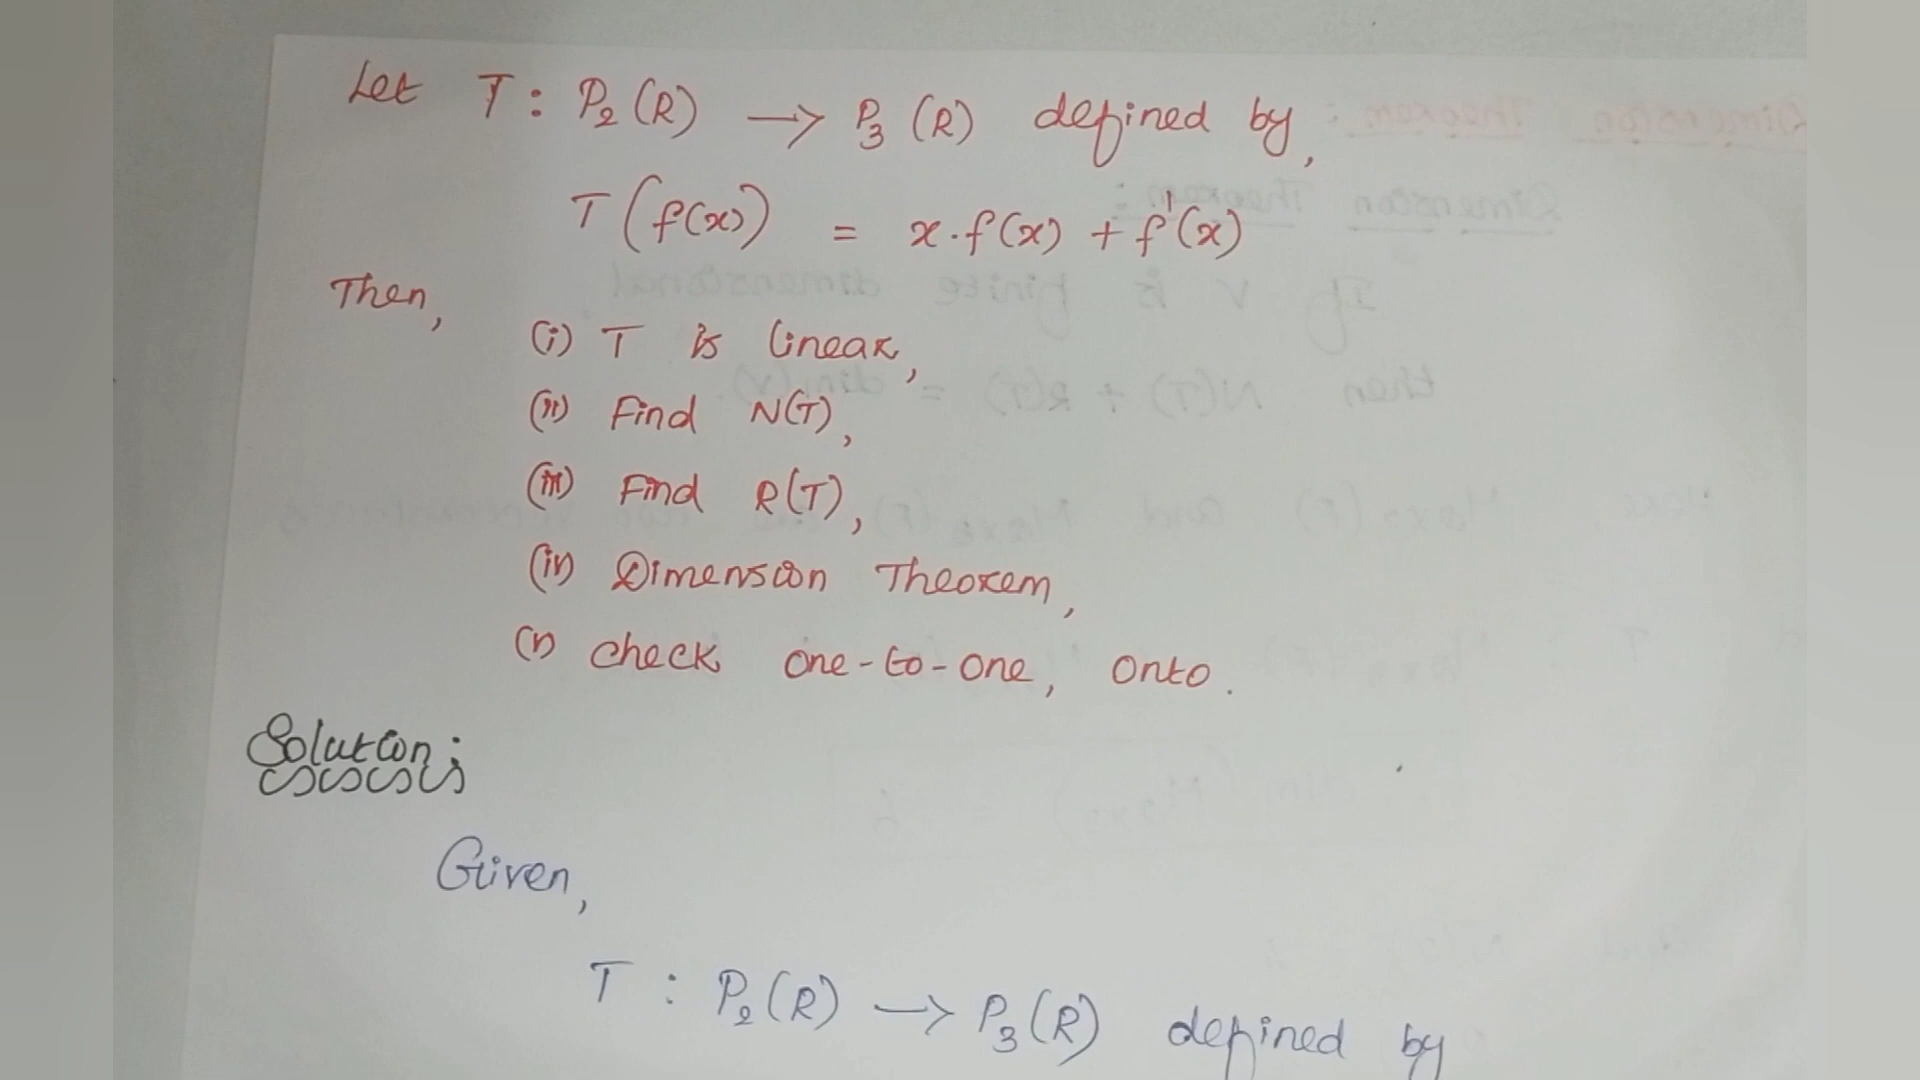 Let T : P₂(R) → P₃(R) defined by,
T(f(x)) = x·f(x) + f'(x)
Then,
(i) T is linear,
(ii) Find N(T),
(iii) Find R(T),
(iv) Dimension Theorem,
(v) check one-to-one, onto.
Solution:
Given,
T : P₂(R) → P₃(R) defined by